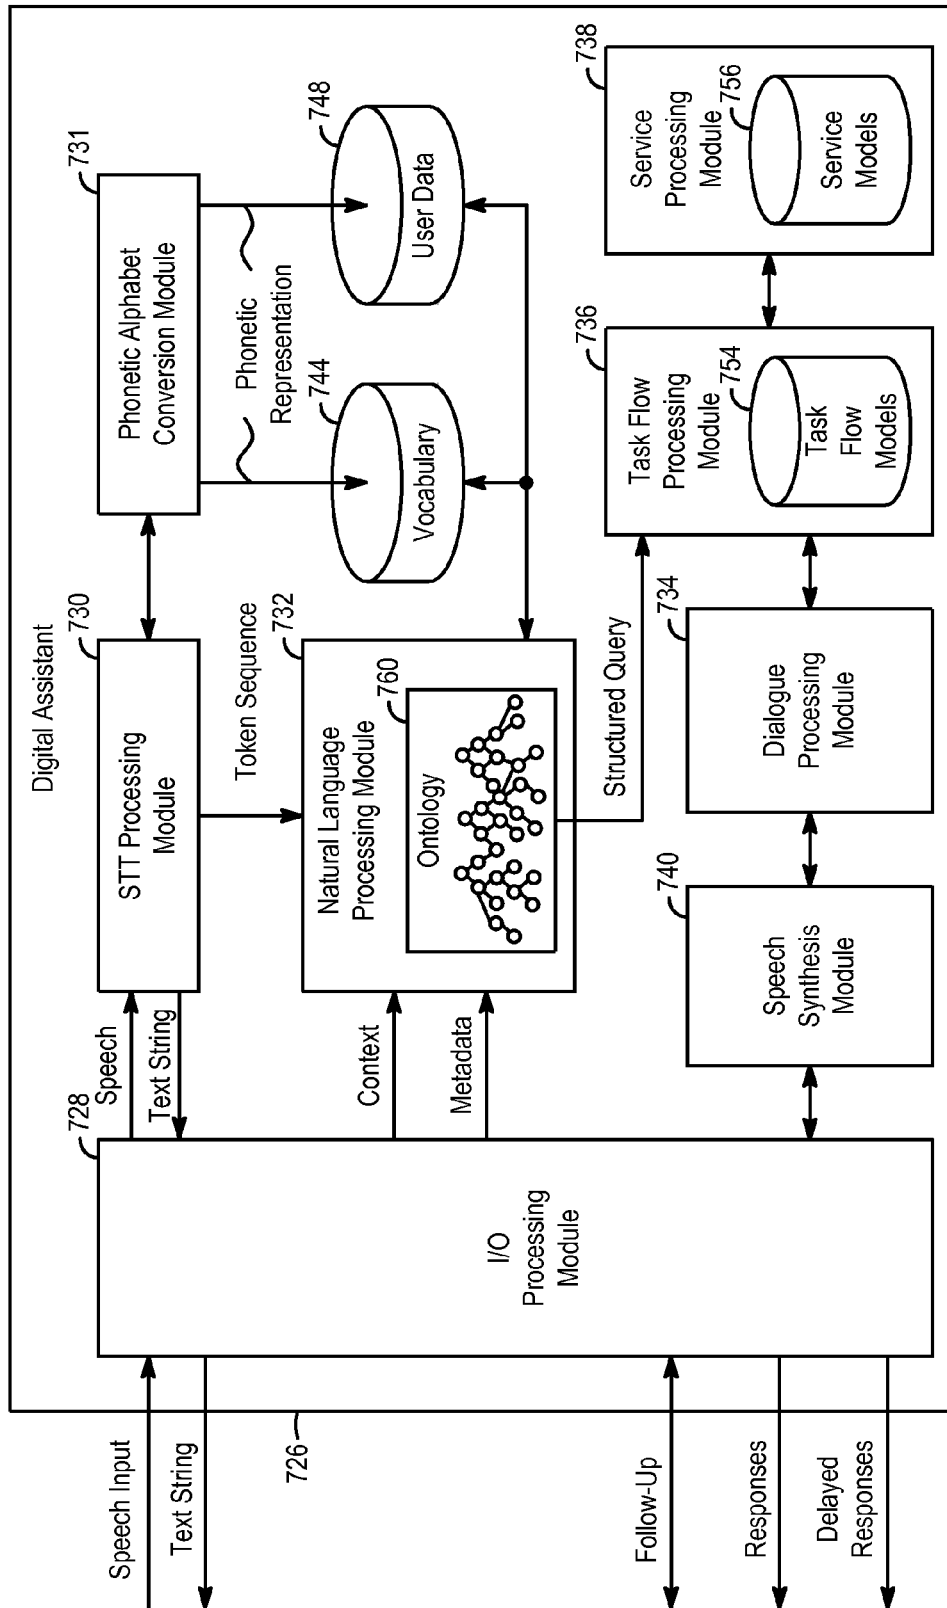 Digital Assistant
726
Speech Input
Text String
Follow-Up
Responses
Delayed
Responses
728
I/O
Processing
Module
Speech
Text String
Context
Metadata
730
STT Processing
Module
731
Phonetic Alphabet
Conversion Module
Token Sequence
Phonetic
Representation
732
Natural Language
Processing Module
760
Ontology
744
Vocabulary
748
User Data
Structured Query
740
Speech
Synthesis
Module
734
Dialogue
Processing
Module
736
Task Flow
Processing
Module
754
Task
Flow
Models
738
Service
Processing
Module
756
Service
Models